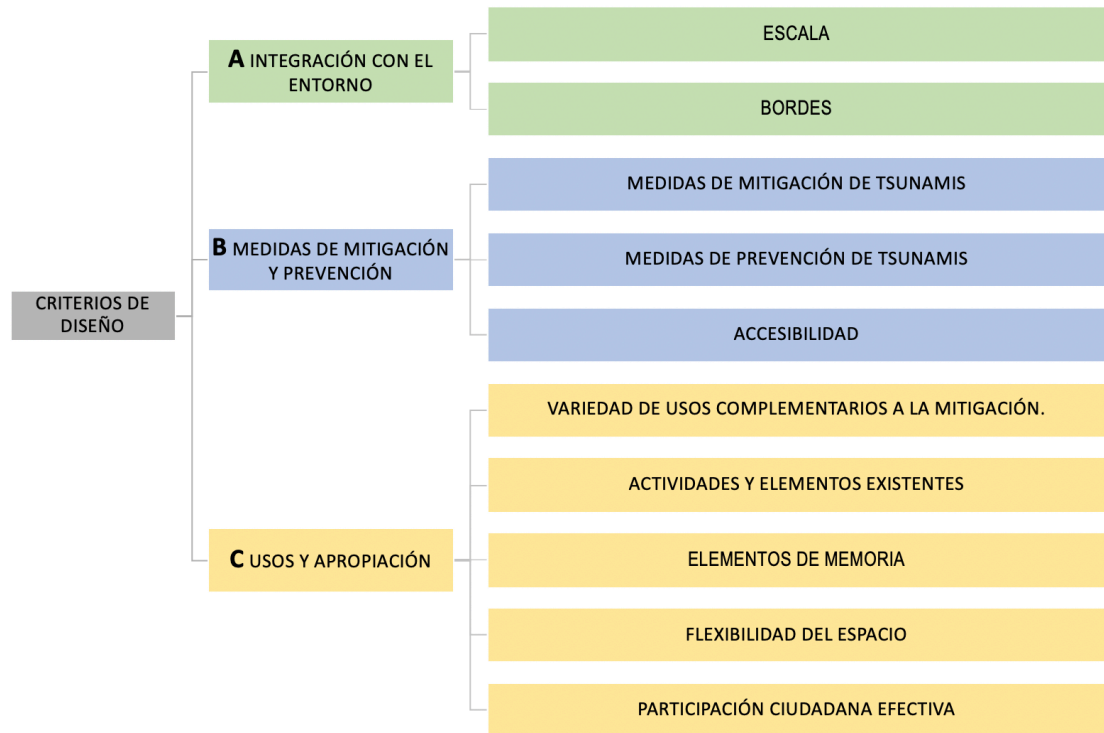 CRITERIOS DE
DISEÑO
A INTEGRACIÓN CON EL
ENTORNO
ESCALA
BORDES
B MEDIDAS DE MITIGACIÓN
Y PREVENCIÓN
MEDIDAS DE MITIGACIÓN DE TSUNAMIS
MEDIDAS DE PREVENCIÓN DE TSUNAMIS
ACCESIBILIDAD
C USOS Y APROPIACIÓN
VARIEDAD DE USOS COMPLEMENTARIOS A LA MITIGACIÓN.
ACTIVIDADES Y ELEMENTOS EXISTENTES
ELEMENTOS DE MEMORIA
FLEXIBILIDAD DEL ESPACIO
PARTICIPACIÓN CIUDADANA EFECTIVA